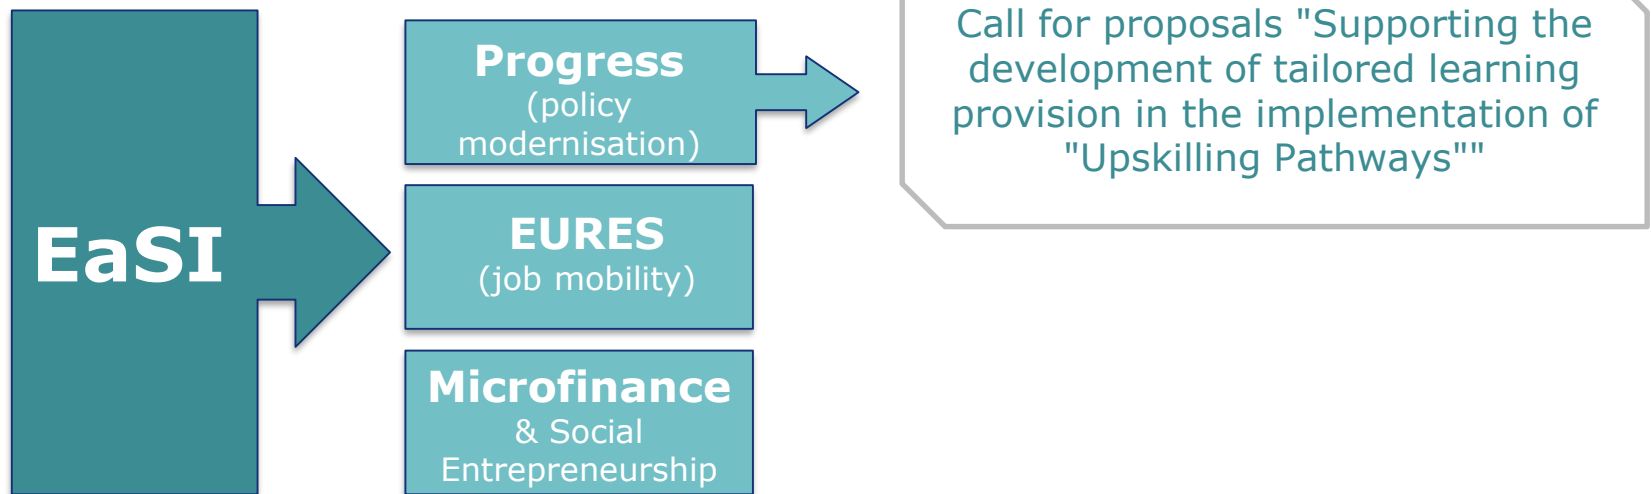 EaSI
Progress
(policy
modernisation)
EURES
(job mobility)
Microfinance
& Social
Entrepreneurship
Call for proposals "Supporting the
development of tailored learning
provision in the implementation of
"Upskilling Pathways""